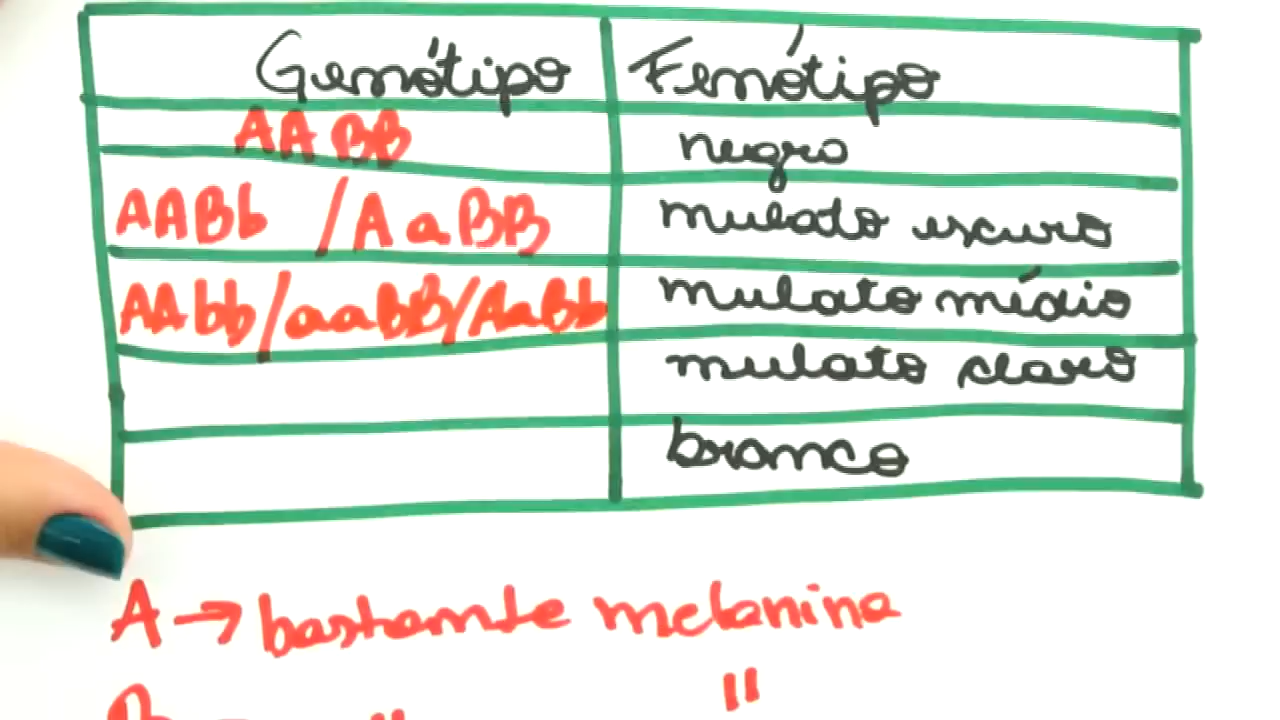 Genótipo Fenótipo
AABB negro
AABb / AaBB mulato escuro
AAbb/aaBB/AaBb mulato médio
mulato claro
branco
A → bastante melanina
B " "